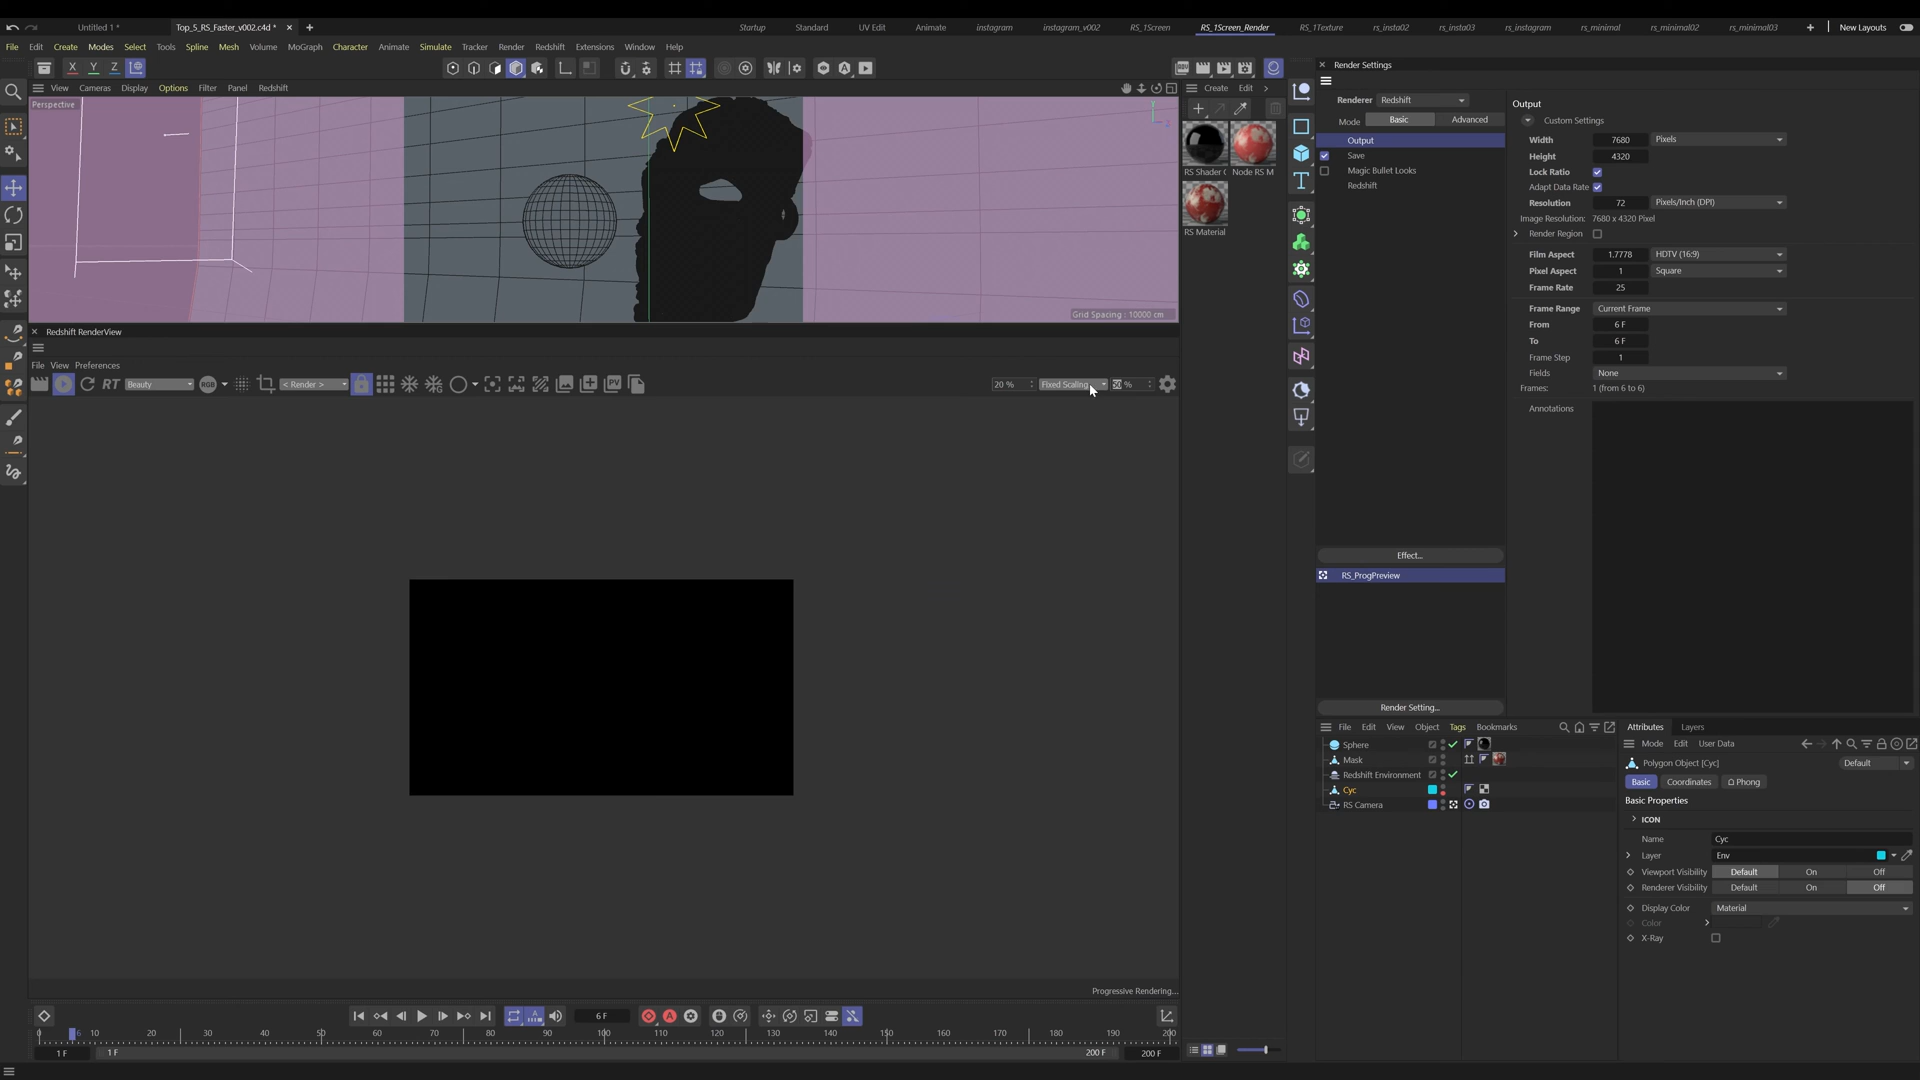 Untitled 1 *
Top_5_RS_Faster_v002.c4d *
Startup
Standard
UV Edit
Animate
instagram
instagram_v002
RS_1Screen
RS_1Screen_Render
RS_1Texture
rs_insta02
rs_insta03
rs_instagram
rs_minimal
rs_minimal02
rs_minimal03
New Layouts
File Edit Create Modes Select Tools Spline Mesh Volume MoGraph Character Animate Simulate Tracker Render Redshift Extensions Window Help
X Y Z
RV
Render Settings
View Cameras Display Options Filter Panel Redshift
Create Edit
Perspective
Y
Z
Grid Spacing : 10000 cm
RS Shader C
Node RS M
RS Material
Renderer Redshift
Mode Basic Advanced
Output
Save
Magic Bullet Looks
Redshift
Effect...
RS_ProgPreview
Render Setting...
Output
Custom Settings
Width 7680 Pixels
Height 4320
Lock Ratio
Adapt Data Rate
Resolution 72 Pixels/Inch (DPI)
Image Resolution: 7680 x 4320 Pixel
Render Region
Film Aspect 1.7778 HDTV (16:9)
Pixel Aspect 1 Square
Frame Rate 25
Frame Range Current Frame
From 6 F
To 6 F
Frame Step 1
Fields None
Frames: 1 (from 6 to 6)
Annotations
Redshift RenderView
File View Preferences
RT Beauty RGB < Render > PV 20 % Fixed Scaling %
Progressive Rendering...
File Edit View Object Tags Bookmarks
Sphere
Mask
Redshift Environment
Cyc
RS Camera
Attributes Layers
Mode Edit User Data
Polygon Object [Cyc] Default
Basic Coordinates Phong
Basic Properties
ICON
Name Cyc
Layer Env
Viewport Visibility Default On Off
Renderer Visibility Default On Off
Display Color Material
Color
X-Ray
6 F
0 6 10 20 30 40 50 60 70 80 90 100 110 120 130 140 150 160 170 180 190 200
1 F 1 F 200 F 200 F